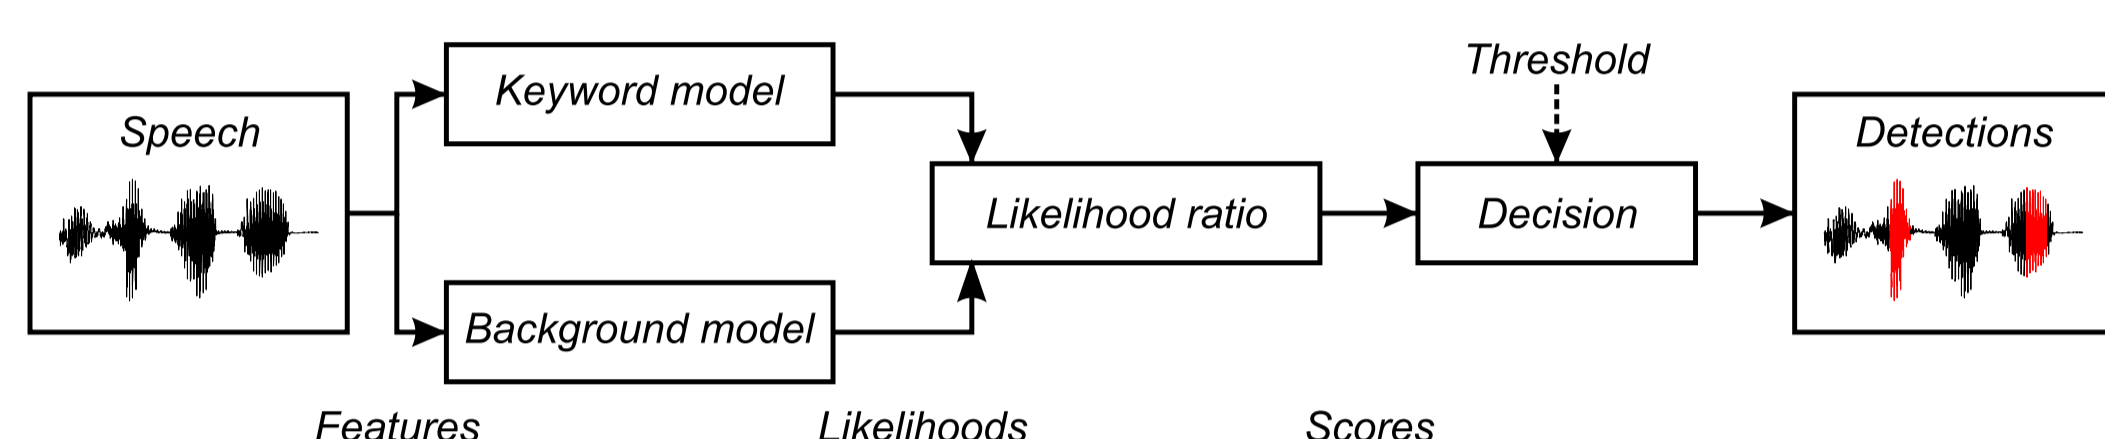 Threshold
Keyword model
Speech
Detections
Likelihood ratio
Decision
Background model
Features
Likelihoods
Scores